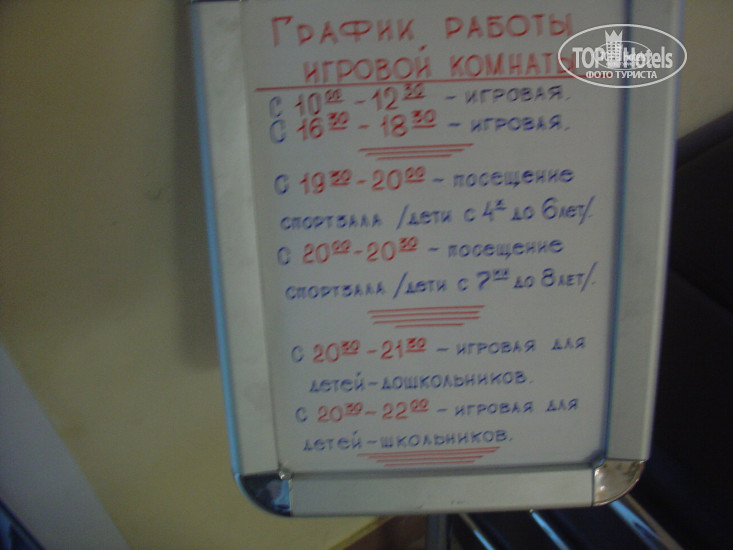 График работы
игровой комнаты
TOPHotels
ФОТО ТУРИСТА
с 10⁰⁰ - 12³⁰ - игровая.
с 16³⁰ - 18³⁰ - игровая.
с 19³⁰ - 20⁰⁰ - посещение
спортзала /дети с 4х до 6лет/.
с 20⁰⁰ - 20³⁰ - посещение
спортзала /дети с 7ми до 8лет/.
с 20³⁰ - 21³⁰ - игровая для
детей-дошкольников.
с 20³⁰ - 22⁰⁰ - игровая для
детей-школьников.